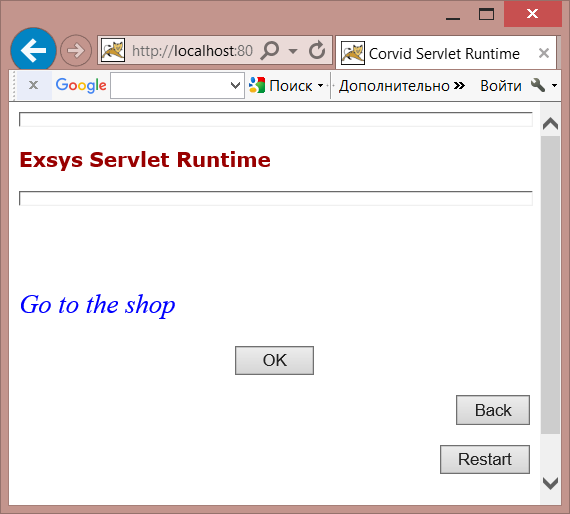 http://localhost:80
Corvid Servlet Runtime
x Google Поиск Дополнительно » Войти
Exsys Servlet Runtime
Go to the shop
OK
Back
Restart